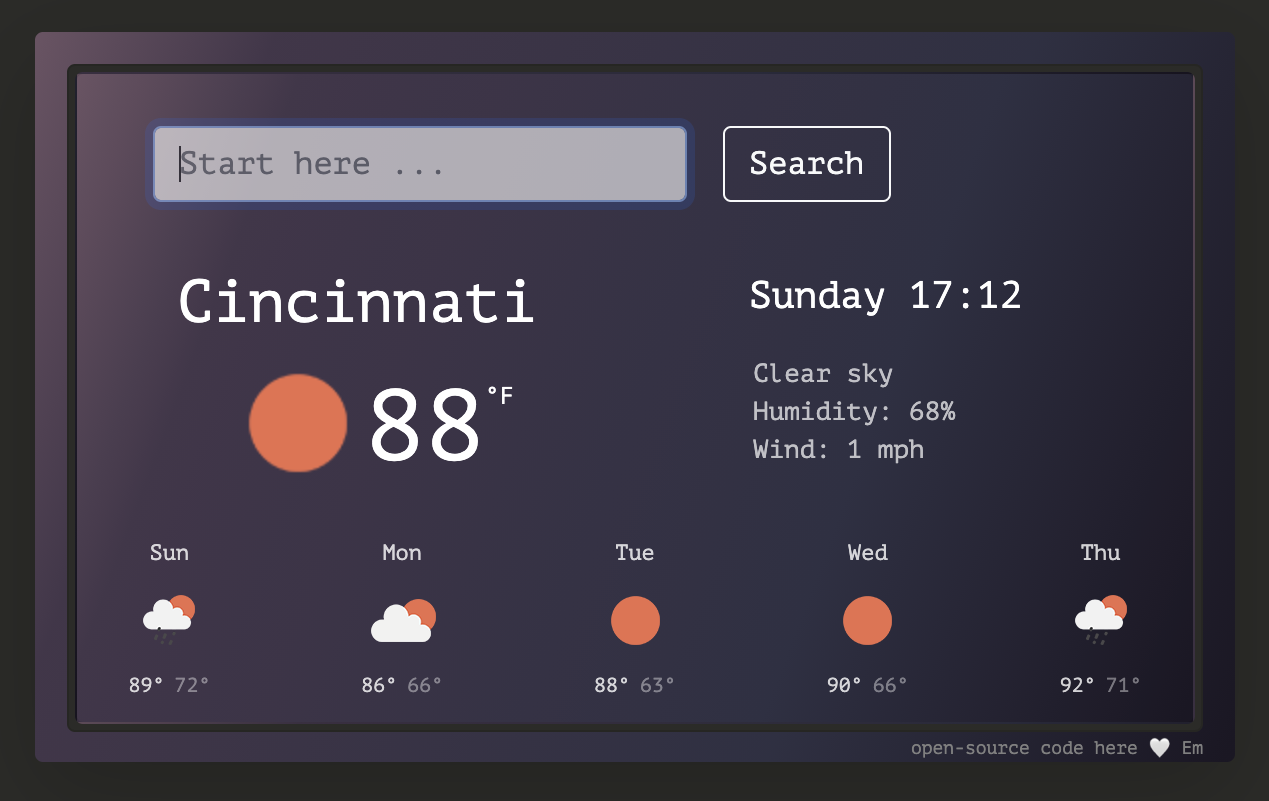 Start here ...
Search
Cincinnati
Sunday 17:12
88 °F
Clear sky
Humidity: 68%
Wind: 1 mph
Sun Mon Tue Wed Thu
89° 72° 86° 66° 88° 63° 90° 66° 92° 71°
open-source code here 🤍 Em